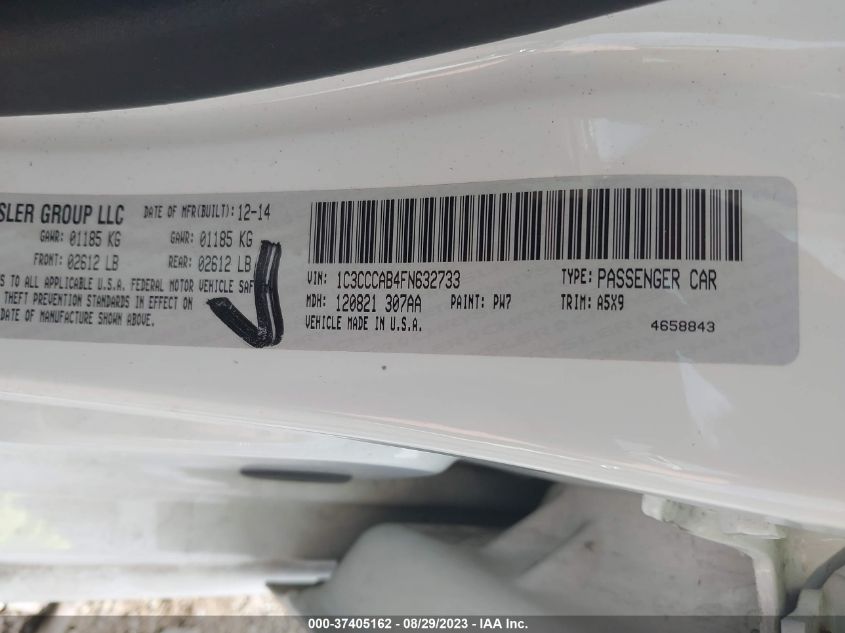 SLER GROUP LLC DATE OF MFR(BUILT): 12-14
GAWR: 01185 KG GAWR: 01185 KG
FRONT: 02612 LB REAR: 02612 LB
S TO ALL APPLICABLE U.S.A. FEDERAL MOTOR VEHICLE
THEFT PREVENTION STANDARDS IN EFFECT ON
DATE OF MANUFACTURE SHOWN ABOVE.
VIN: 1C3CCCAB4FN632733 TYPE: PASSENGER CAR
MDH: 120821 307AA PAINT: PW7 TRIM: A5X9
VEHICLE MADE IN U.S.A.
4658843
000-37405162 - 08/29/2023 - IAA Inc.